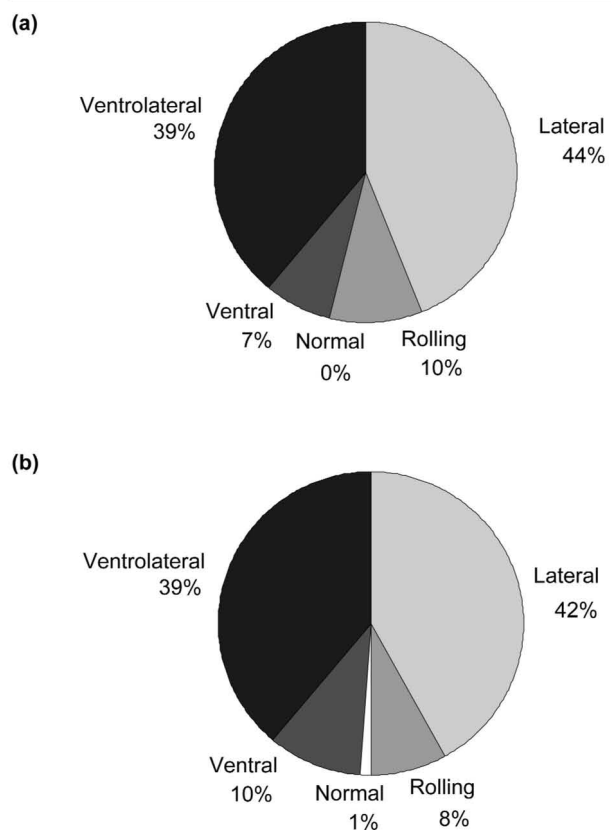 (a)
Ventrolateral
39%
Lateral
44%
Ventral
7%
Normal
0%
Rolling
10%
(b)
Ventrolateral
39%
Lateral
42%
Ventral
10%
Normal
1%
Rolling
8%